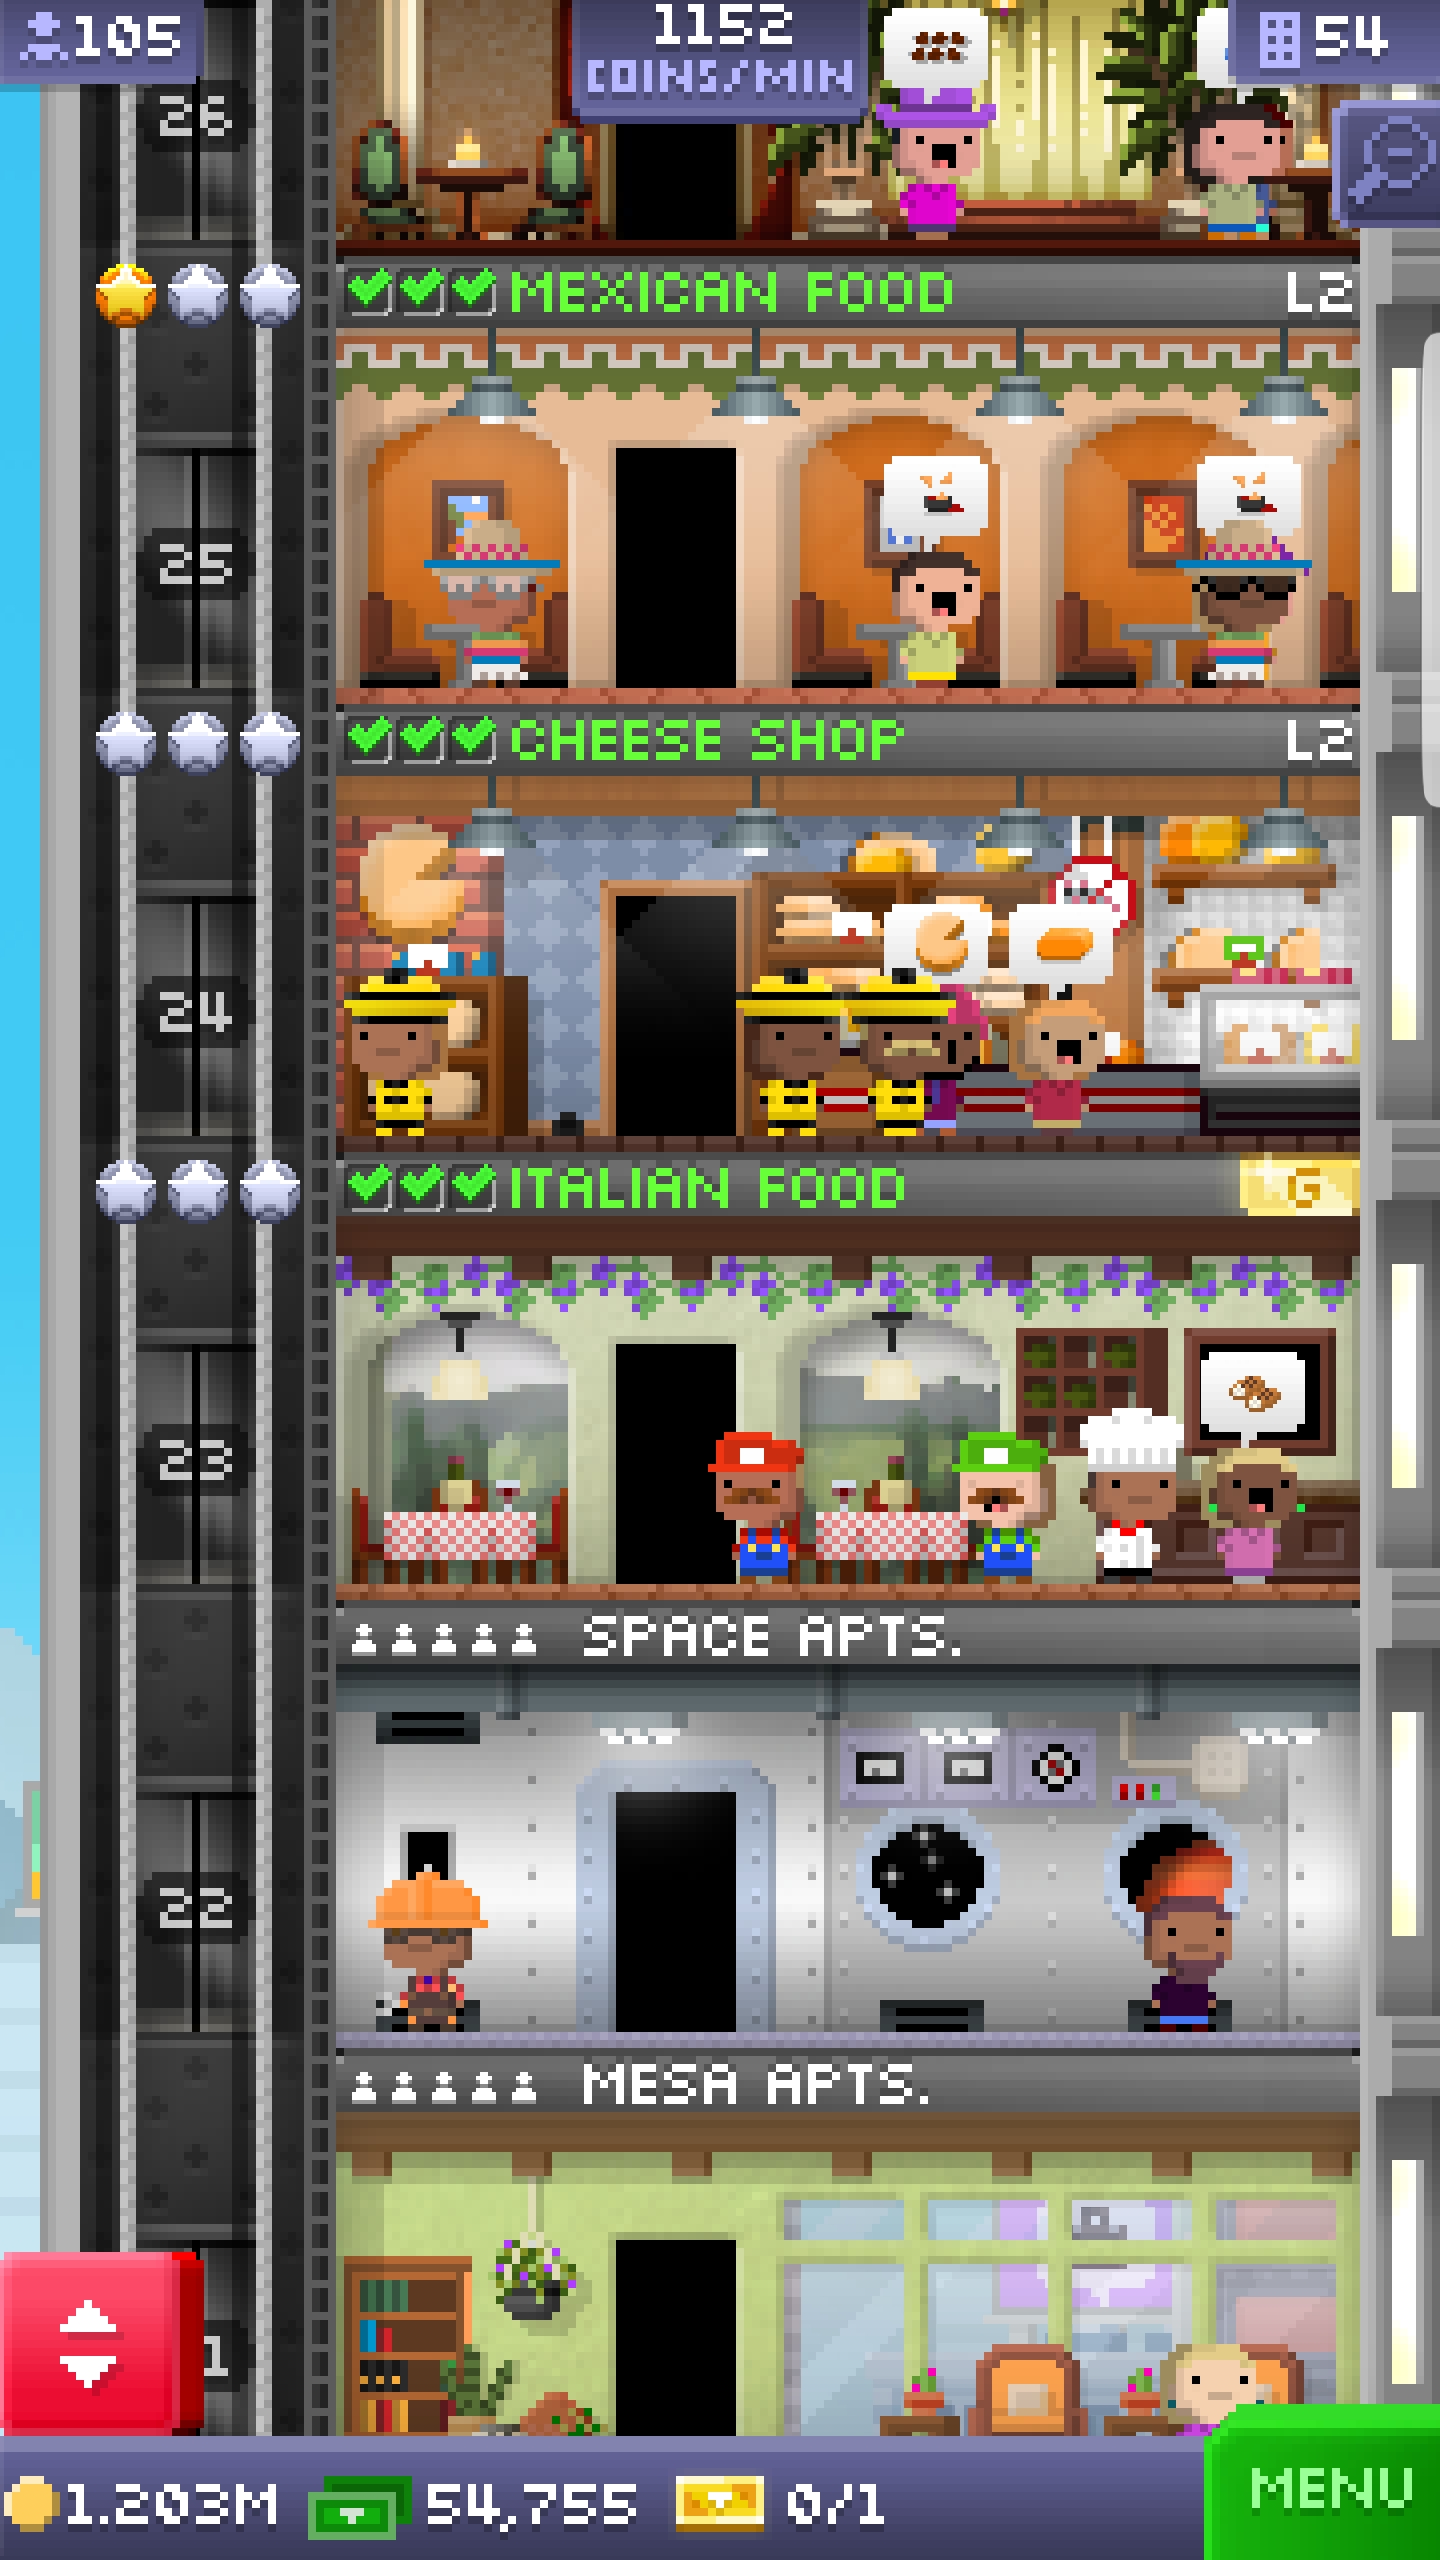 105
1152
COINS/MIN
54
26
MEXICAN FOOD L2
25
CHEESE SHOP L2
24
ITALIAN FOOD G
23
SPACE APTS.
22
MESA APTS.
1
1.203M 54,755 0/1
MENU